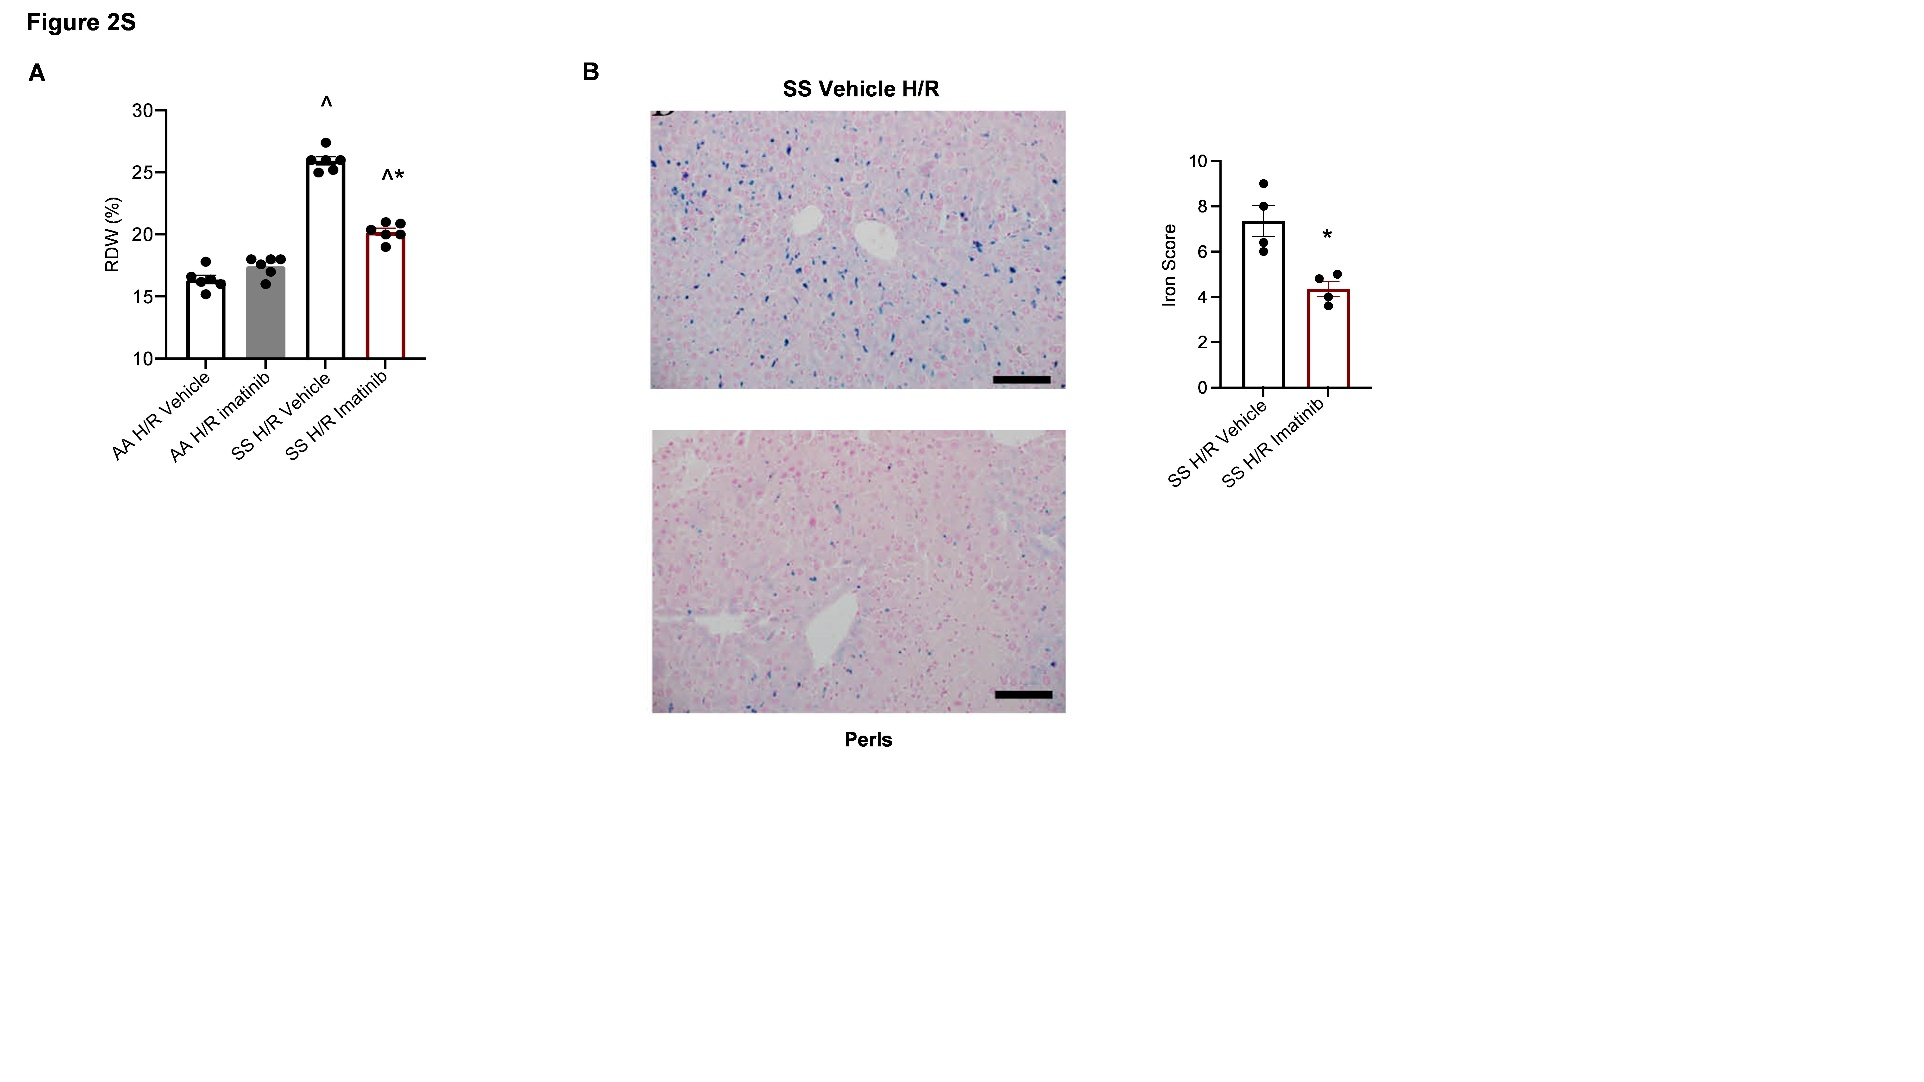 Figure 2S
A
30
25
20
15
10
RDW (%)
^
^*
AA H/R Vehicle
AA H/R imatinib
SS H/R Vehicle
SS H/R Imatinib
B
SS Vehicle H/R
Perls
10
8
6
4
2
0
Iron Score
*
SS H/R Vehicle
SS H/R Imatinib